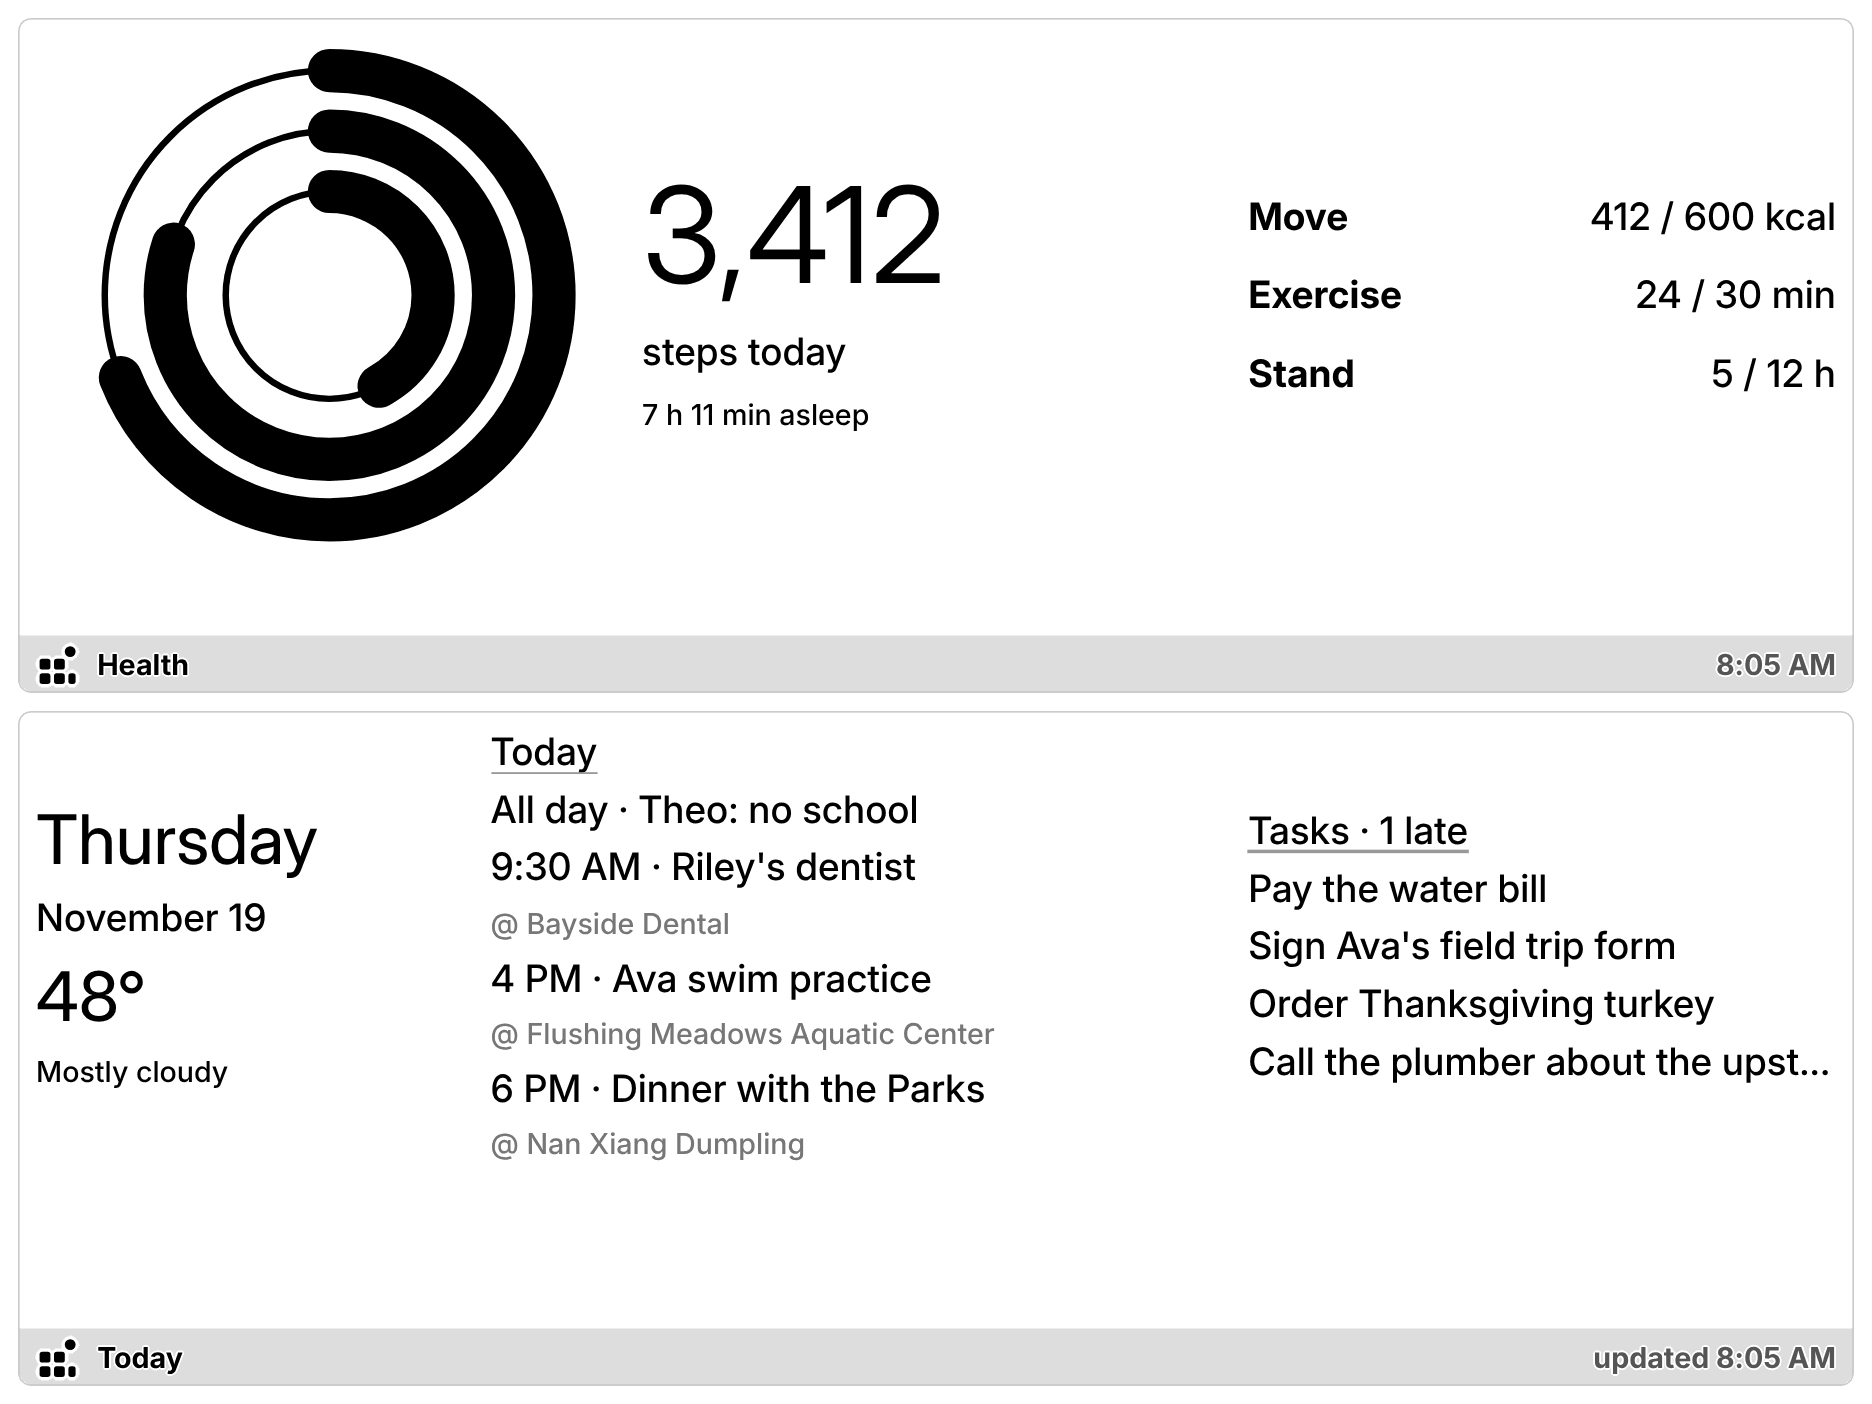 3,412
steps today
7 h 11 min asleep
Move 412 / 600 kcal
Exercise 24 / 30 min
Stand 5 / 12 h
Health 8:05 AM
Thursday
November 19
48°
Mostly cloudy
Today
All day · Theo: no school
9:30 AM · Riley's dentist
@ Bayside Dental
4 PM · Ava swim practice
@ Flushing Meadows Aquatic Center
6 PM · Dinner with the Parks
@ Nan Xiang Dumpling
Tasks · 1 late
Pay the water bill
Sign Ava's field trip form
Order Thanksgiving turkey
Call the plumber about the upst...
Today updated 8:05 AM